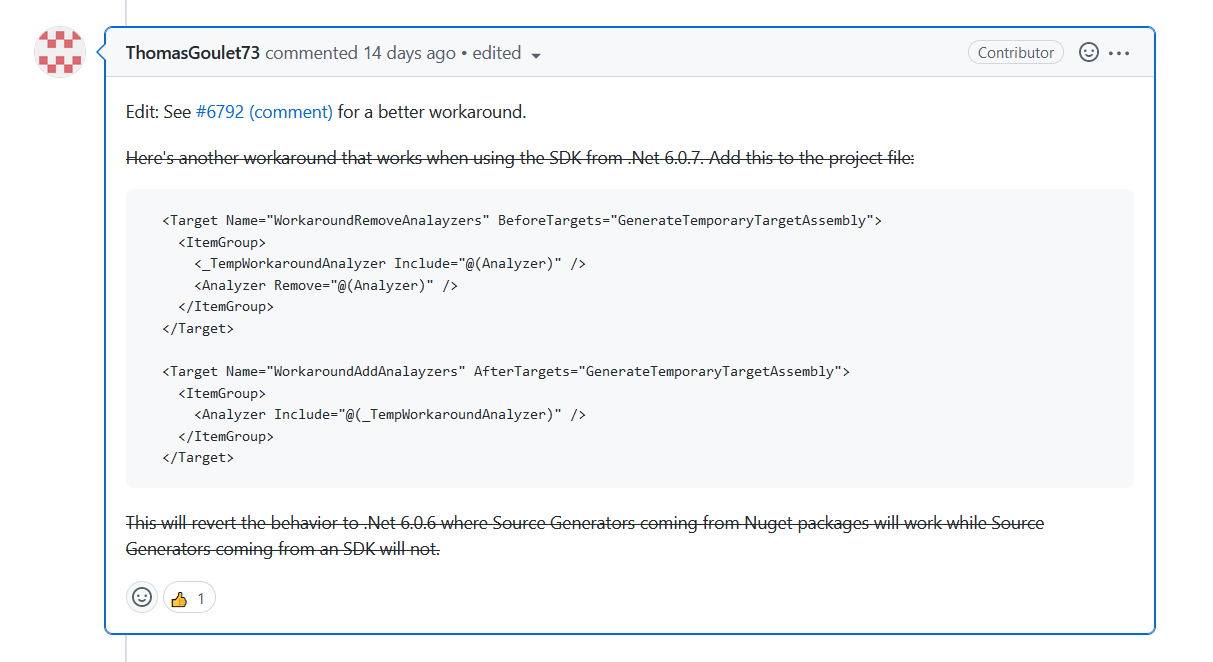 ThomasGoulet73 commented 14 days ago • edited
Contributor
Edit: See #6792 (comment) for a better workaround.
Here's another workaround that works when using the SDK from .Net 6.0.7. Add this to the project file:
<Target Name="WorkaroundRemoveAnalayzers" BeforeTargets="GenerateTemporaryTargetAssembly">
  <ItemGroup>
    <_TempWorkaroundAnalyzer Include="@(Analyzer)" />
    <Analyzer Remove="@(Analyzer)" />
  </ItemGroup>
</Target>
<Target Name="WorkaroundAddAnalayzers" AfterTargets="GenerateTemporaryTargetAssembly">
  <ItemGroup>
    <Analyzer Include="@(_TempWorkaroundAnalyzer)" />
  </ItemGroup>
</Target>
This will revert the behavior to .Net 6.0.6 where Source Generators coming from Nuget packages will work while Source
Generators coming from an SDK will not.
👍 1